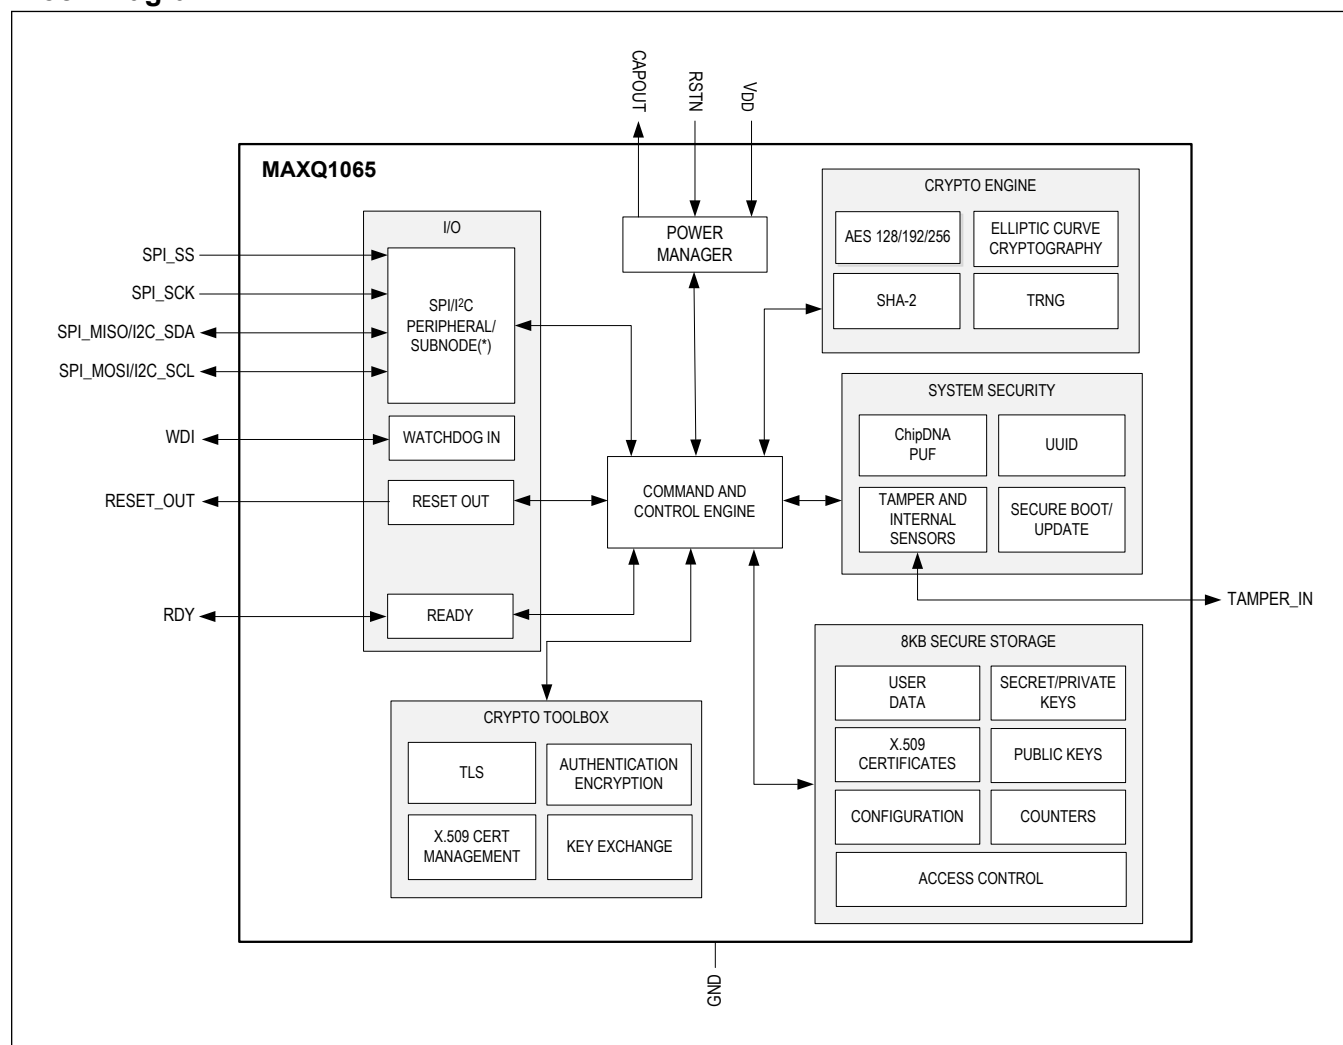 CAPOUT
RSTN
VDD
MAXQ1065
I/O
SPI_SS
SPI_SCK
SPI_MISO/I2C_SDA
SPI_MOSI/I2C_SCL
WDI
RESET_OUT
RDY
SPI/I²C
PERIPHERAL/
SUBNODE(*)
WATCHDOG IN
RESET OUT
READY
POWER
MANAGER
COMMAND AND
CONTROL ENGINE
CRYPTO ENGINE
AES 128/192/256
ELLIPTIC CURVE
CRYPTOGRAPHY
SHA-2
TRNG
SYSTEM SECURITY
ChipDNA
PUF
UUID
TAMPER AND
INTERNAL
SENSORS
SECURE BOOT/
UPDATE
TAMPER_IN
8KB SECURE STORAGE
USER
DATA
SECRET/PRIVATE
KEYS
X.509
CERTIFICATES
PUBLIC KEYS
CONFIGURATION
COUNTERS
ACCESS CONTROL
CRYPTO TOOLBOX
TLS
AUTHENTICATION
ENCRYPTION
X.509 CERT
MANAGEMENT
KEY EXCHANGE
GND